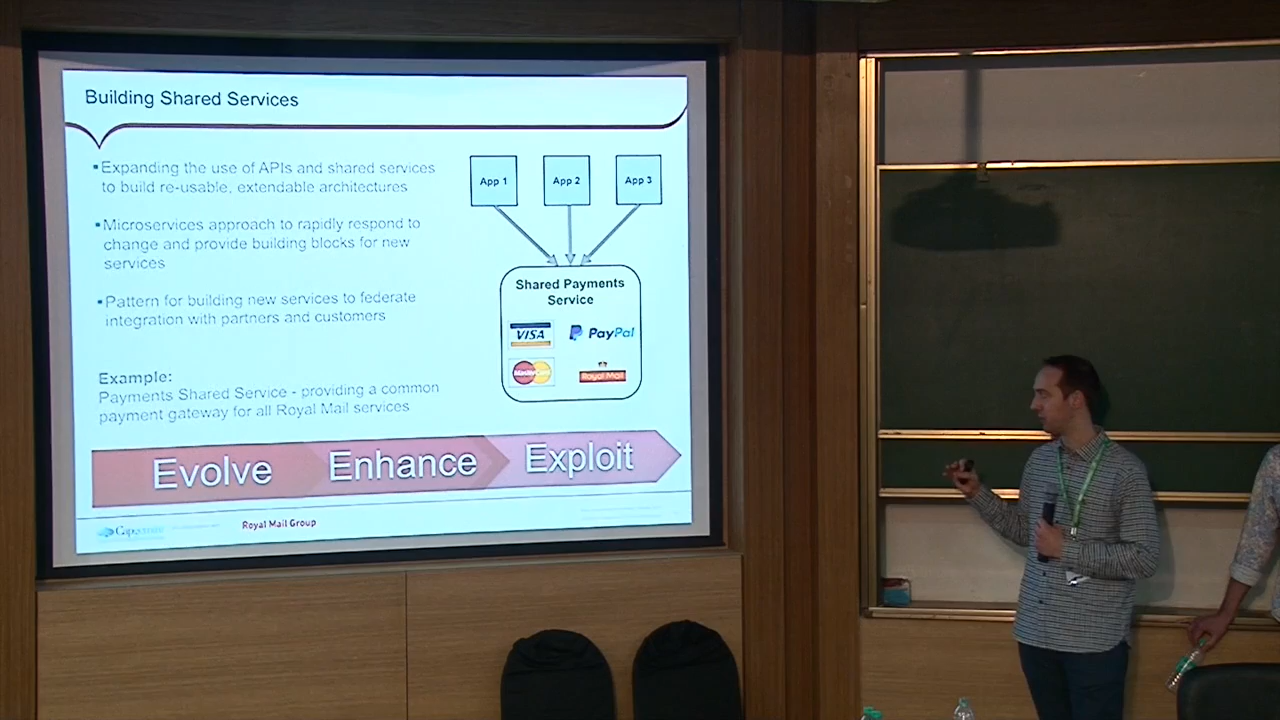 Building Shared Services
▪Expanding the use of APIs and shared services
to build re-usable, extendable architectures
▪Microservices approach to rapidly respond to
change and provide building blocks for new
services
▪Pattern for building new services to federate
integration with partners and customers
Example:
Payments Shared Service - providing a common
payment gateway for all Royal Mail services
App 1
App 2
App 3
Shared Payments
Service
VISA
PayPal
MasterCard
Royal Mail
Evolve
Enhance
Exploit
Capgemini
Royal Mail Group